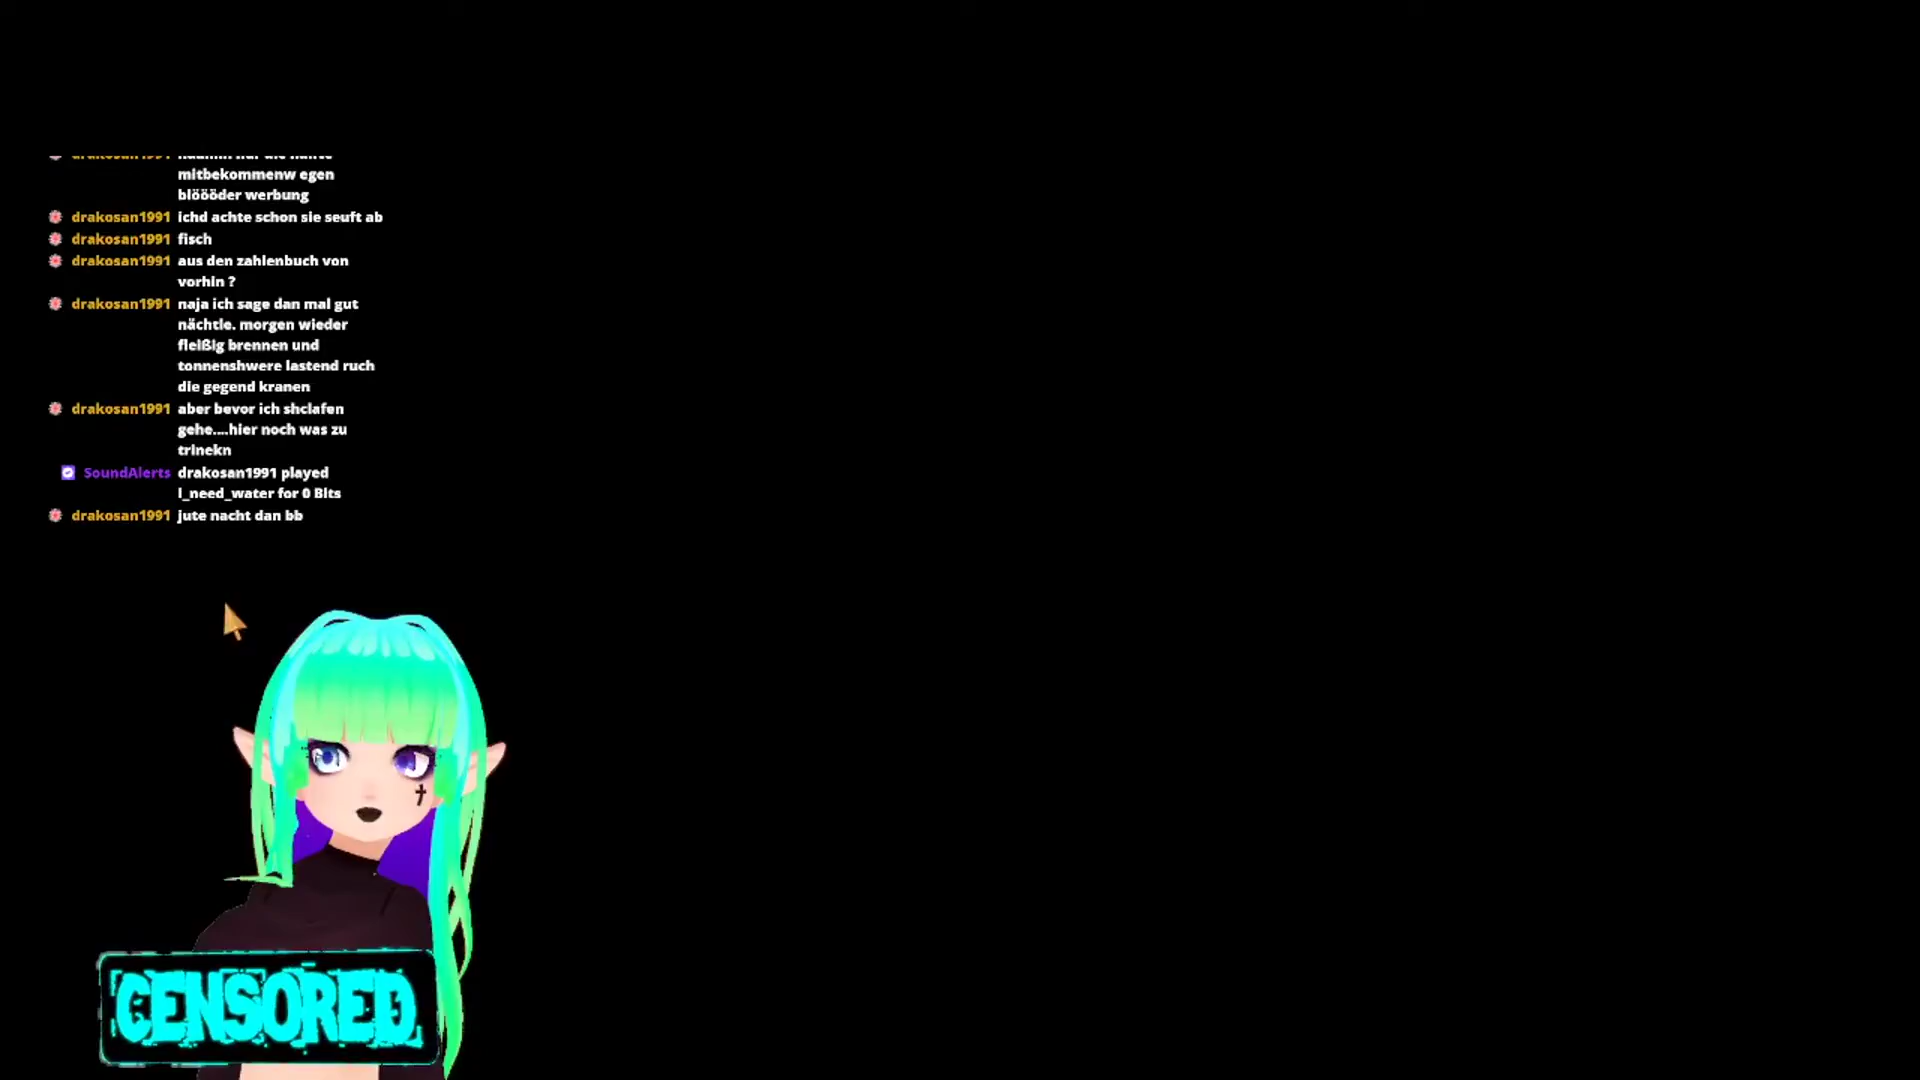 drakosan1991
mitbekommenw egen
blöööder werbung
drakosan1991 ichd achte schon sie seuft ab
drakosan1991 fisch
drakosan1991 aus den zahlenbuch von
vorhin ?
drakosan1991 naja ich sage dan mal gut
nächtle. morgen wieder
fleißig brennen und
tonnenshwere lastend ruch
die gegend kranen
drakosan1991 aber bevor ich shclafen
gehe....hier noch was zu
trinekn
SoundAlerts drakosan1991 played
I_need_water for 0 Bits
drakosan1991 jute nacht dan bb
CENSORED